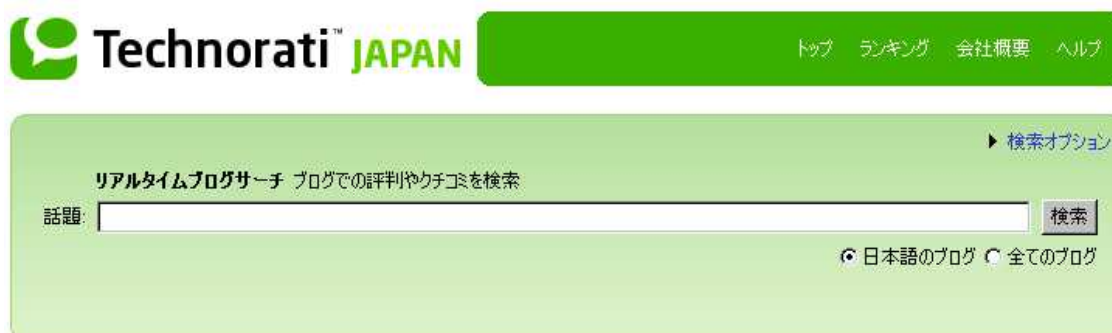 Technorati™ JAPAN
トップ ランキング 会社概要 ヘルプ
検索オプション
リアルタイムブログサーチ ブログでの評判やクチコミを検索
話題: 検索
日本語のブログ 全てのブログ